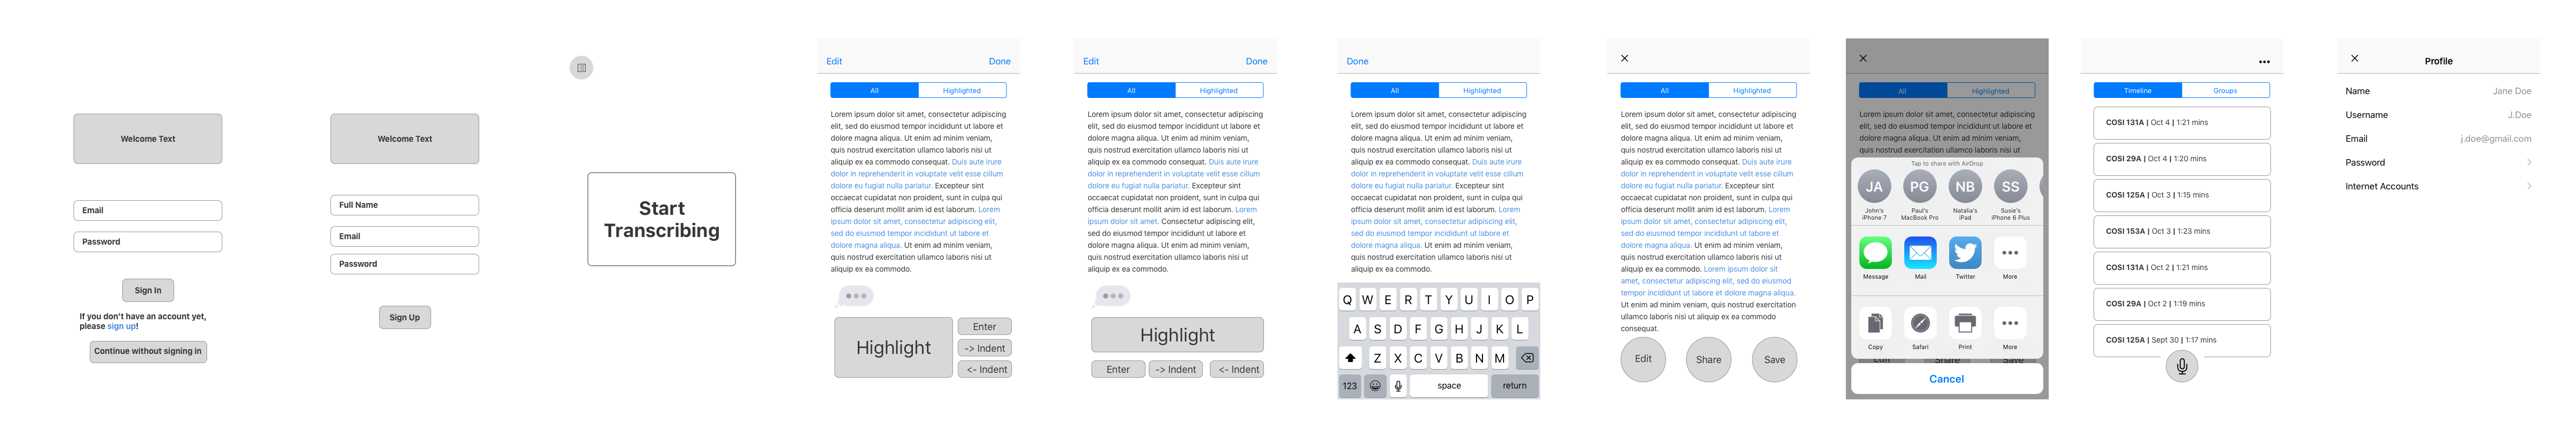 Welcome Text
Email
Password
Sign In
If you don't have an account yet,
please sign up!
Continue without signing in
Welcome Text
Full Name
Email
Password
Sign Up
Start
Transcribing
Edit
Done
All
Highlighted
Lorem ipsum dolor sit amet, consectetur adipiscing
elit, sed do eiusmod tempor incididunt ut labore et
dolore magna aliqua. Ut enim ad minim veniam,
quis nostrud exercitation ullamco laboris nisi ut
aliquip ex ea commodo consequat. Duis aute irure
dolor in reprehenderit in voluptate velit esse cillum
dolore eu fugiat nulla pariatur. Excepteur sint
occaecat cupidatat non proident, sunt in culpa qui
officia deserunt mollit anim id est laborum. Lorem
ipsum dolor sit amet, consectetur adipiscing elit,
sed do eiusmod tempor incididunt ut labore et
dolore magna aliqua. Ut enim ad minim veniam,
quis nostrud exercitation ullamco laboris nisi ut
aliquip ex ea commodo.
Highlight
Enter
-> Indent
<- Indent
Edit
Done
All
Highlighted
Lorem ipsum dolor sit amet, consectetur adipiscing
elit, sed do eiusmod tempor incididunt ut labore et
dolore magna aliqua. Ut enim ad minim veniam,
quis nostrud exercitation ullamco laboris nisi ut
aliquip ex ea commodo consequat. Duis aute irure
dolor in reprehenderit in voluptate velit esse cillum
dolore eu fugiat nulla pariatur. Excepteur sint
occaecat cupidatat non proident, sunt in culpa qui
officia deserunt mollit anim id est laborum. Lorem
ipsum dolor sit amet. Consectetur adipiscing elit,
sed do eiusmod tempor incididunt ut labore et
dolore magna aliqua. Ut enim ad minim veniam,
quis nostrud exercitation ullamco laboris nisi ut
aliquip ex ea commodo.
Highlight
Enter
-> Indent
<- Indent
Done
All
Highlighted
Lorem ipsum dolor sit amet, consectetur adipiscing
elit, sed do eiusmod tempor incididunt ut labore et
dolore magna aliqua. Ut enim ad minim veniam,
quis nostrud exercitation ullamco laboris nisi ut
aliquip ex ea commodo consequat. Duis aute irure
dolor in reprehenderit in voluptate velit esse cillum
dolore eu fugiat nulla pariatur. Excepteur sint
occaecat cupidatat non proident, sunt in culpa qui
officia deserunt mollit anim id est laborum. Lorem
ipsum dolor sit amet, consectetur adipiscing elit,
sed do eiusmod tempor incididunt ut labore et
dolore magna aliqua. Ut enim ad minim veniam,
quis nostrud exercitation ullamco laboris nisi ut
aliquip ex ea commodo.
Q W E R T Y U I O P
A S D F G H J K L
Z X C V B N M
123 space return
All
Highlighted
Lorem ipsum dolor sit amet, consectetur adipiscing
elit, sed do eiusmod tempor incididunt ut labore et
dolore magna aliqua. Ut enim ad minim veniam,
quis nostrud exercitation ullamco laboris nisi ut
aliquip ex ea commodo consequat. Duis aute irure
dolor in reprehenderit in voluptate velit esse cillum
dolore eu fugiat nulla pariatur. Excepteur sint
occaecat cupidatat non proident, sunt in culpa qui
officia deserunt mollit anim id est laborum. Lorem
ipsum dolor sit amet, consectetur adipiscing elit,
sed do eiusmod tempor incididunt ut labore et
dolore magna aliqua. Ut enim ad minim veniam,
quis nostrud exercitation ullamco laboris nisi ut
aliquip ex ea commodo. Lorem ipsum dolor sit
amet, consectetur adipiscing elit, sed do eiusmod
tempor incididunt ut labore et dolore magna aliqua.
Ut enim ad minim veniam, quis nostrud exercitation
ullamco laboris nisi ut aliquip ex ea commodo
consequat.
Edit
Share
Save
All
Highlighted
Lorem ipsum dolor sit amet, consectetur adipiscing
elit, sed do eiusmod tempor incididunt ut labore et
dolore magna aliqua. Ut enim ad minim veniam,
quis nostrud exercitation ullamco laboris nisi ut
Tap to share with AirDrop
JA PG NB SS
John's
iPhone 7
Paul's
MacBook Pro
Natalia's
iPad
Susie's
iPhone 6 Plus
Message
Mail
Twitter
More
Copy
Safari
Print
More
Edit
Share
Save
Cancel
Timeline
Groups
COSI 131A | Oct 4 | 1:21 mins
COSI 29A | Oct 4 | 1:20 mins
COSI 125A | Oct 3 | 1:15 mins
COSI 153A | Oct 3 | 1:23 mins
COSI 131A | Oct 2 | 1:21 mins
COSI 29A | Oct 2 | 1:19 mins
COSI 125A | Sept 30 | 1:17 mins
Profile
Name Jane Doe
Username J.Doe
Email j.doe@gmail.com
Password
Internet Accounts